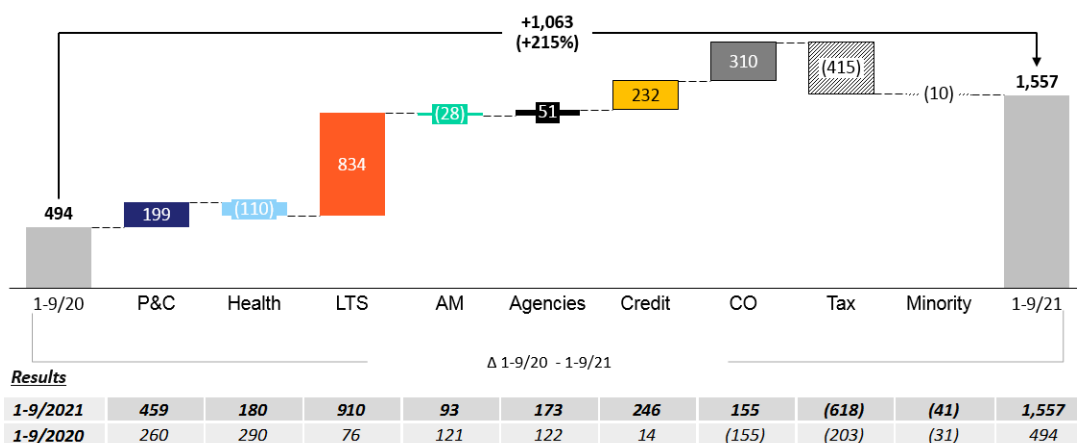 +1,063
(+215%)
310
(415)
232
1,557
(10)
(28)
51
834
494
199
(110)
1-9/20 P&C Health LTS AM Agencies Credit CO Tax Minority 1-9/21
Δ 1-9/20 - 1-9/21
Results
1-9/2021 459 180 910 93 173 246 155 (618) (41) 1,557
1-9/2020 260 290 76 121 122 14 (155) (203) (31) 494